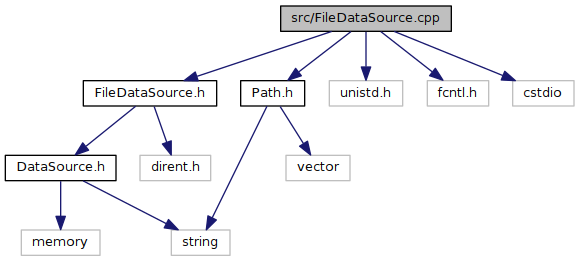 src/FileDataSource.cpp
FileDataSource.h
Path.h
unistd.h
fcntl.h
cstdio
DataSource.h
dirent.h
vector
memory
string